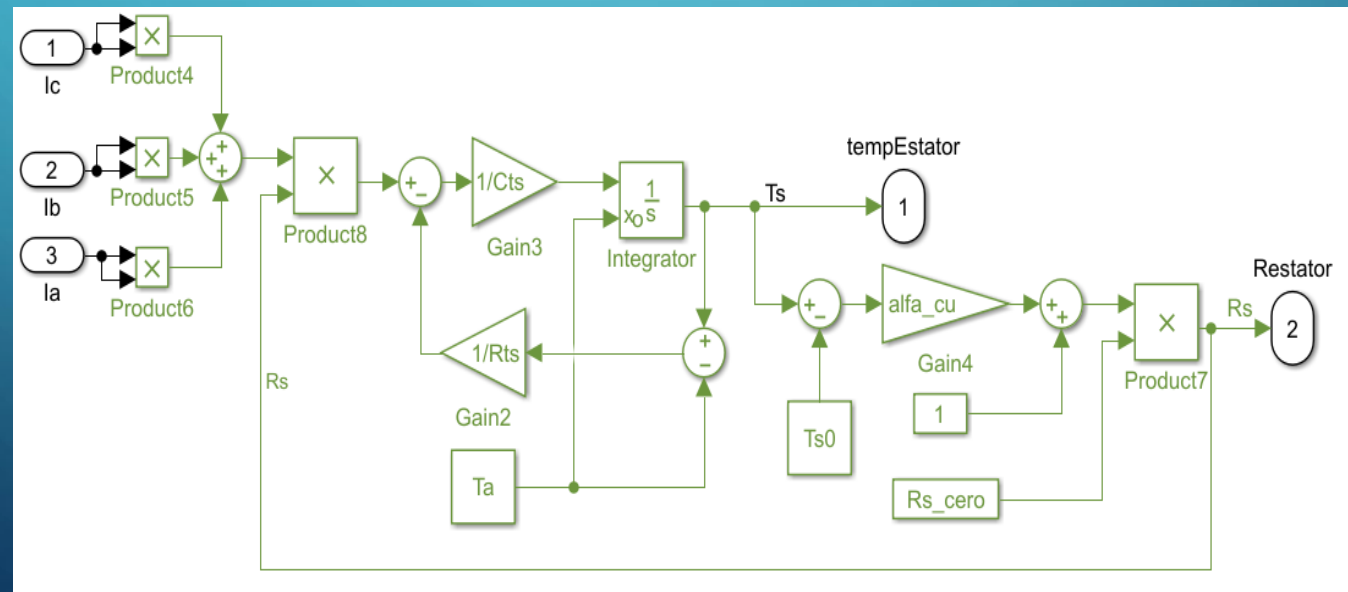 1
Ic
×
Product4
2
Ib
×
Product5
3
Ia
×
Product6
+
+
+
×
Product8
+
-
1/Cts
Gain3
1
s
xo
Integrator
Ts
tempEstator
1
1/Rts
Gain2
+
-
Rs
Ta
+
-
Ts0
alfa_cu
Gain4
+
+
1
Rs_cero
×
Product7
Rs
Restator
2